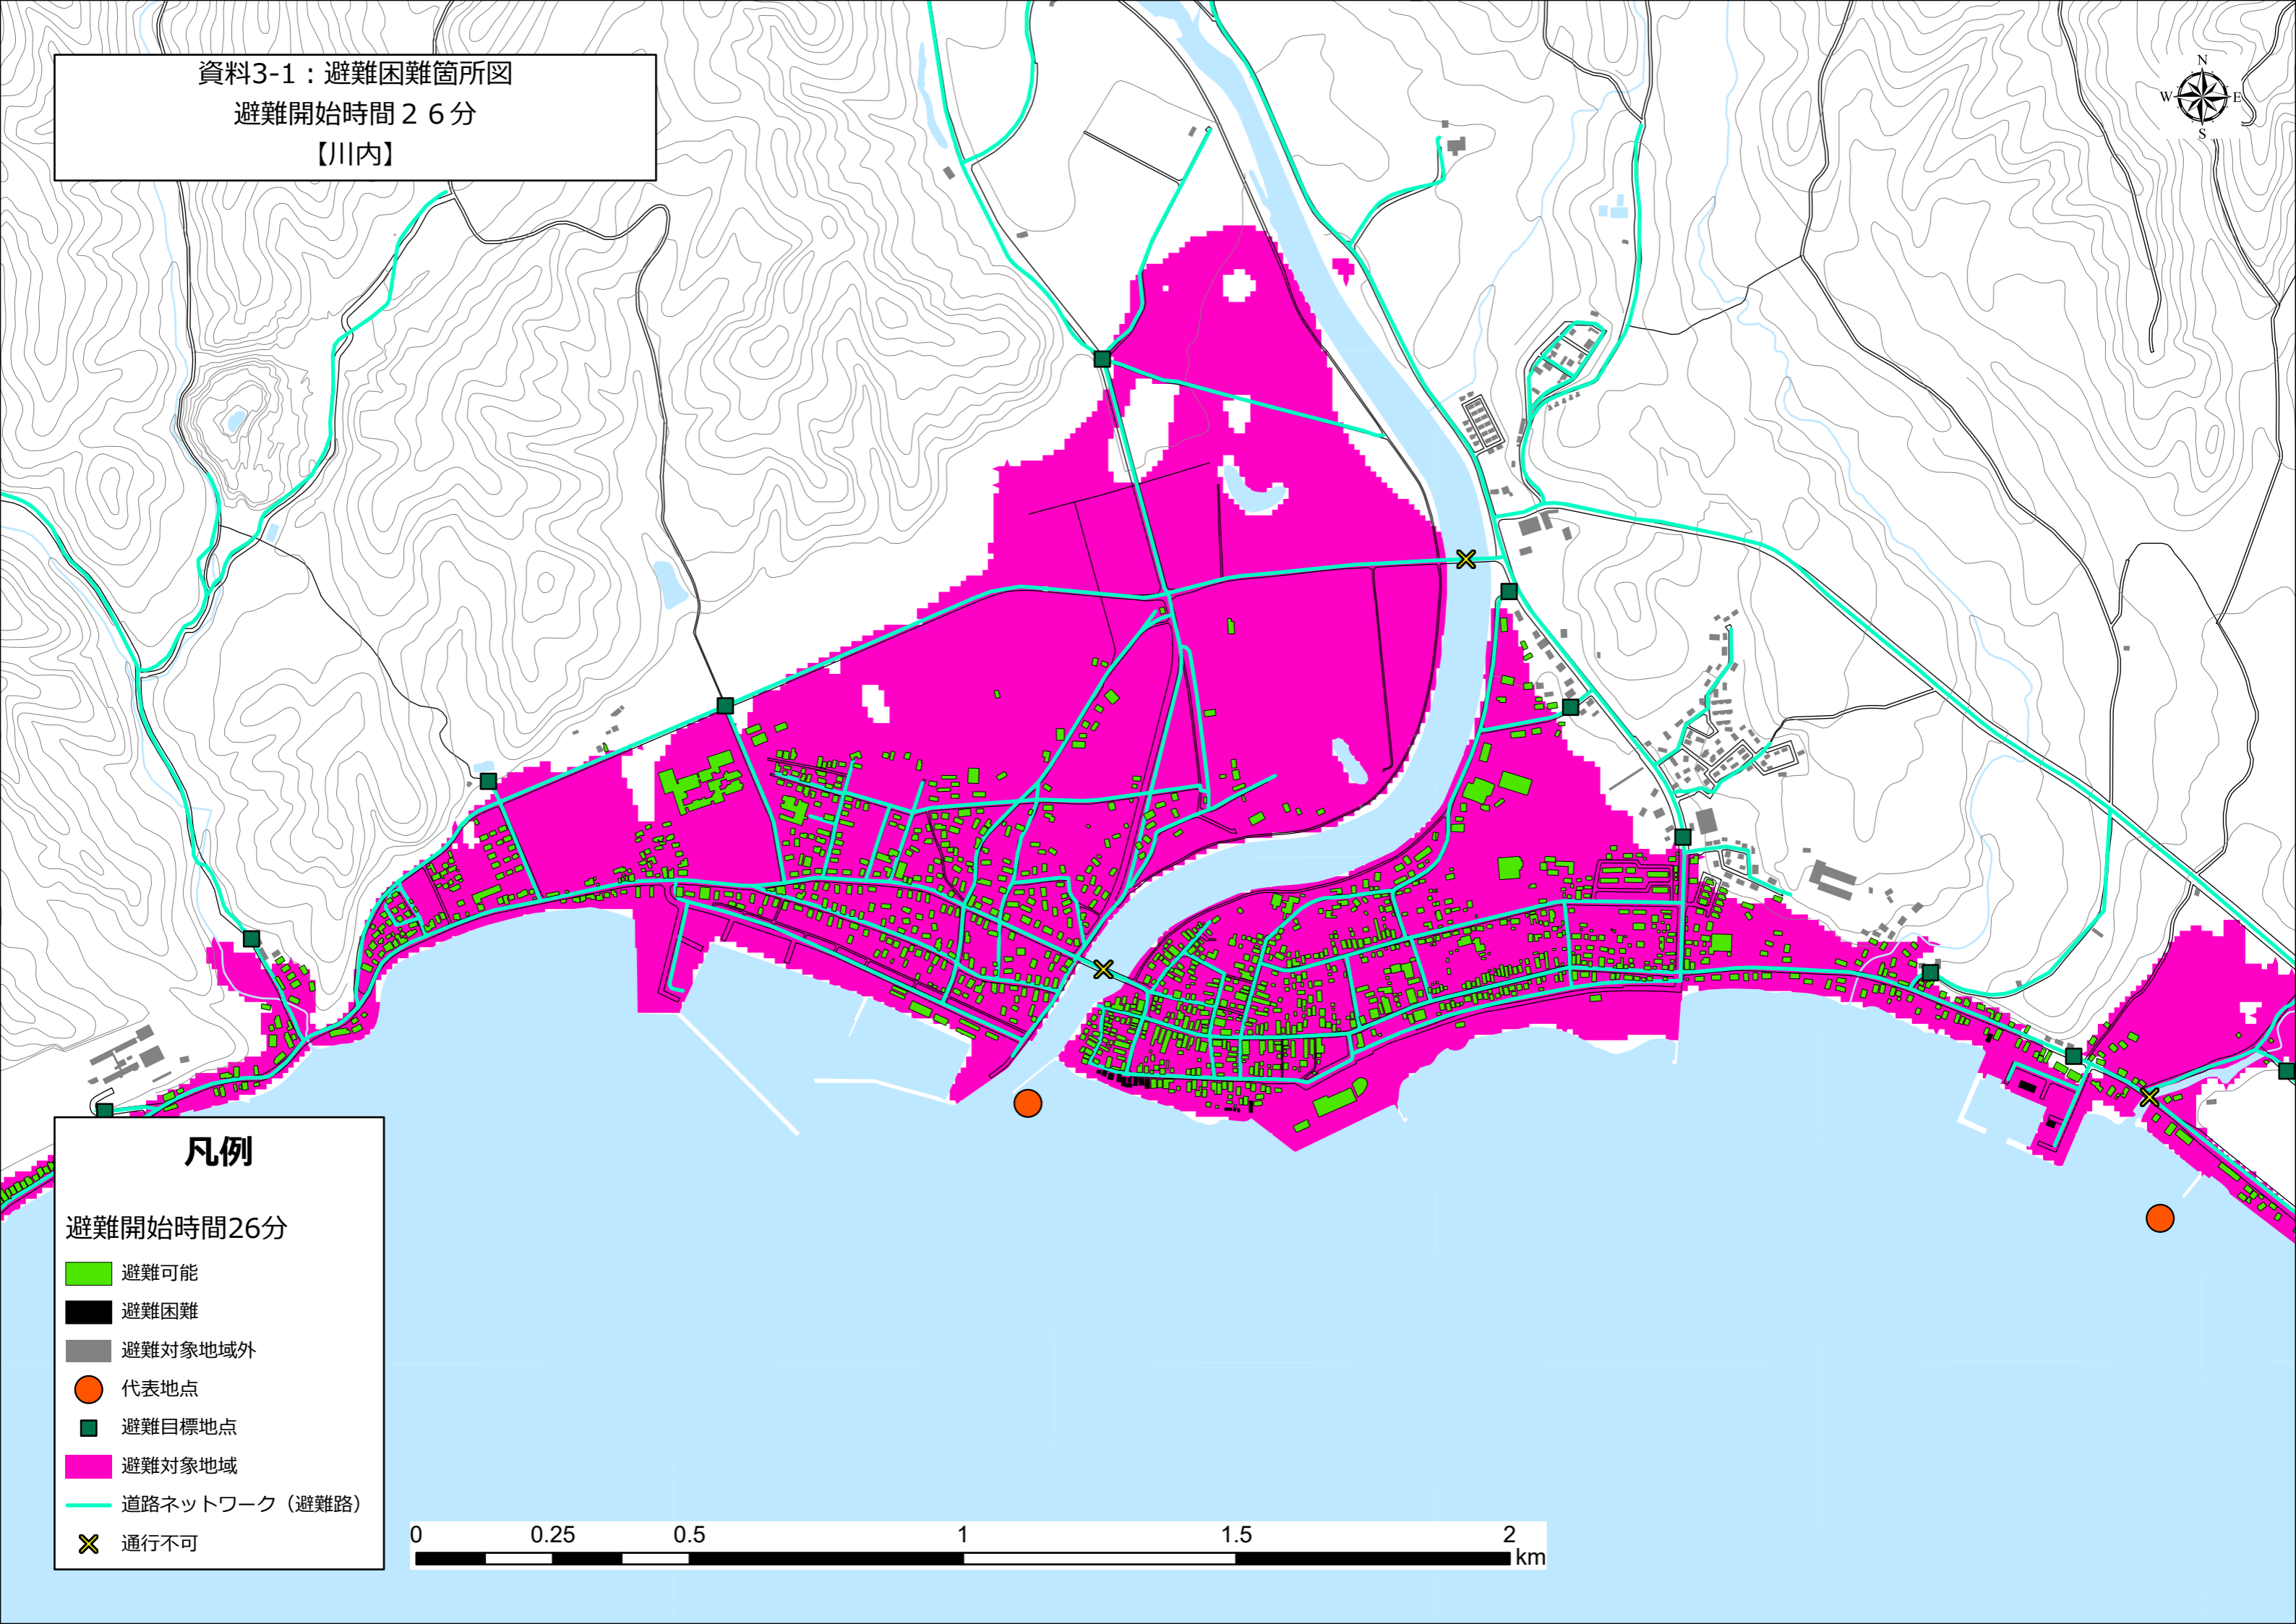 資料3-1：避難困難箇所図
避難開始時間２６分
【川内】
N
W
E
S
凡例
避難開始時間26分
避難可能
避難困難
避難対象地域外
代表地点
避難目標地点
避難対象地域
道路ネットワーク（避難路）
通行不可
0 0.25 0.5 1 1.5 2
km